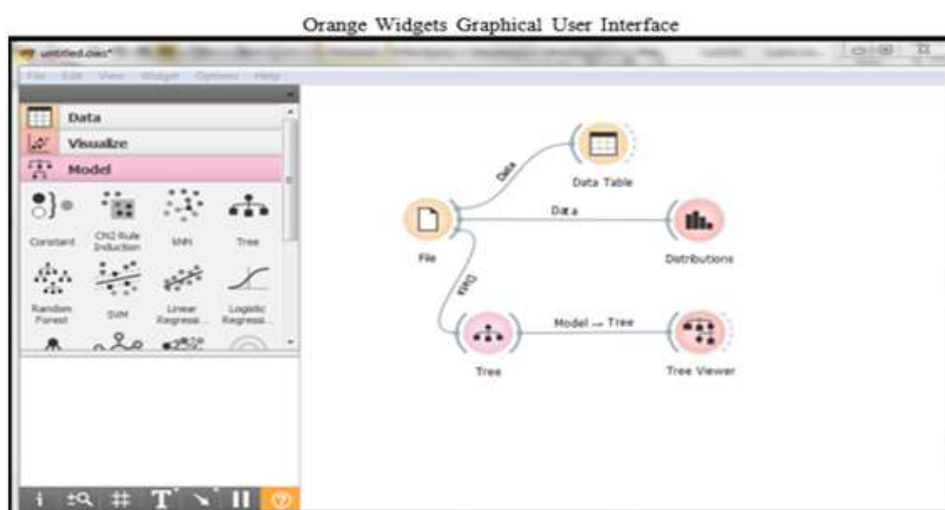 Orange Widgets Graphical User Interface
untitled.ows*
File Edit View Widget Options Help
Data
Visualize
Model
Constant
CN2 Rule
Induction
kNN
Tree
Random
Forest
SVM
Linear
Regressi...
Logistic
Regressi...
Data
Data Table
File
Data
Distributions
Data
Tree
Model → Tree
Tree Viewer
i
T
?